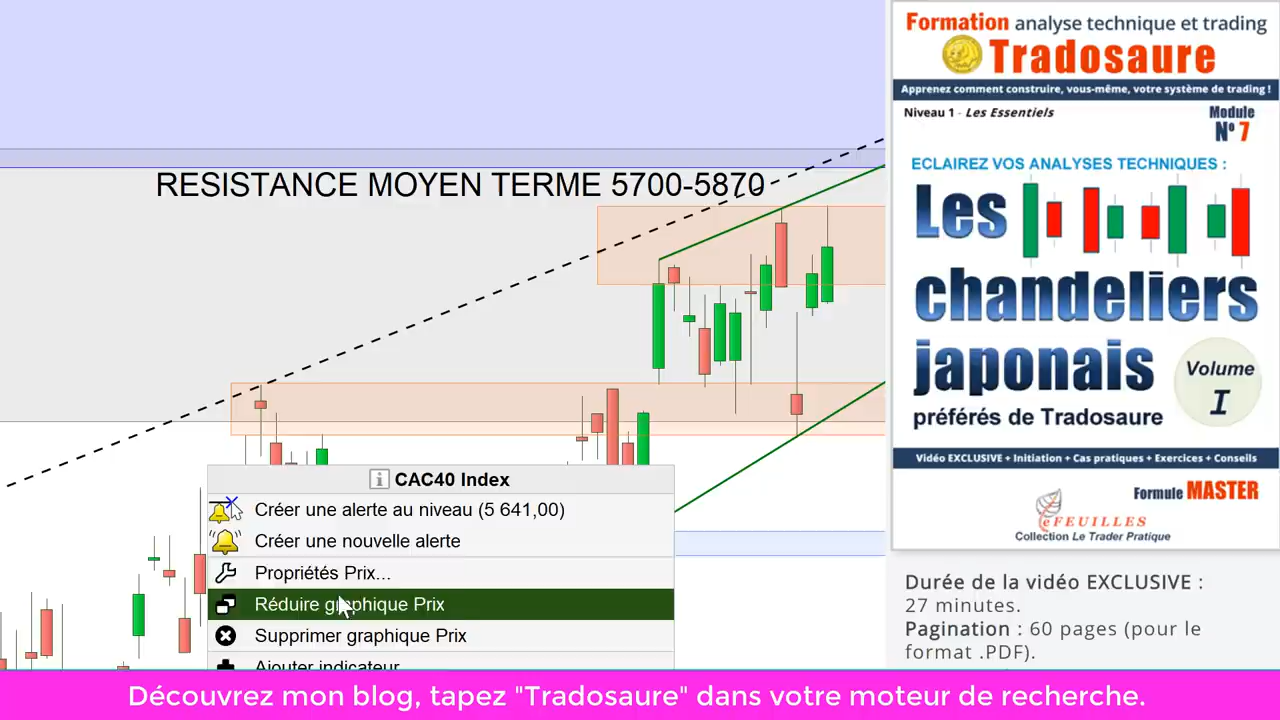 RESISTANCE MOYEN TERME 5700-5870
CAC40 Index
Créer une alerte au niveau (5 641,00)
Créer une nouvelle alerte
Propriétés Prix...
Réduire graphique Prix
Supprimer graphique Prix
Ajouter indicateur
Formation analyse technique et trading
Tradosaure
Apprenez comment construire, vous-même, votre système de trading !
Niveau 1 - Les Essentiels
Module
N° 7
ECLAIREZ VOS ANALYSES TECHNIQUES :
Les
chandeliers
japonais
Volume
I
préférés de Tradosaure
Vidéo EXCLUSIVE + Initiation + Cas pratiques + Exercices + Conseils
Formule MASTER
eFEUILLES
Collection Le Trader Pratique
Durée de la vidéo EXCLUSIVE :
27 minutes.
Pagination : 60 pages (pour le
format .PDF).
Découvrez mon blog, tapez "Tradosaure" dans votre moteur de recherche.